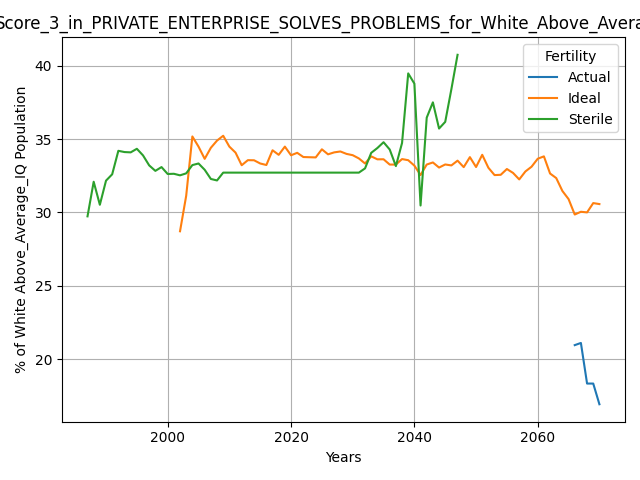 Score_3_in_PRIVATE_ENTERPRISE_SOLVES_PROBLEMS_for_White_Above_Avera
Fertility
Actual
Ideal
Sterile
% of White Above_Average_IQ Population
40
35
30
25
20
2000
2020
2040
2060
Years